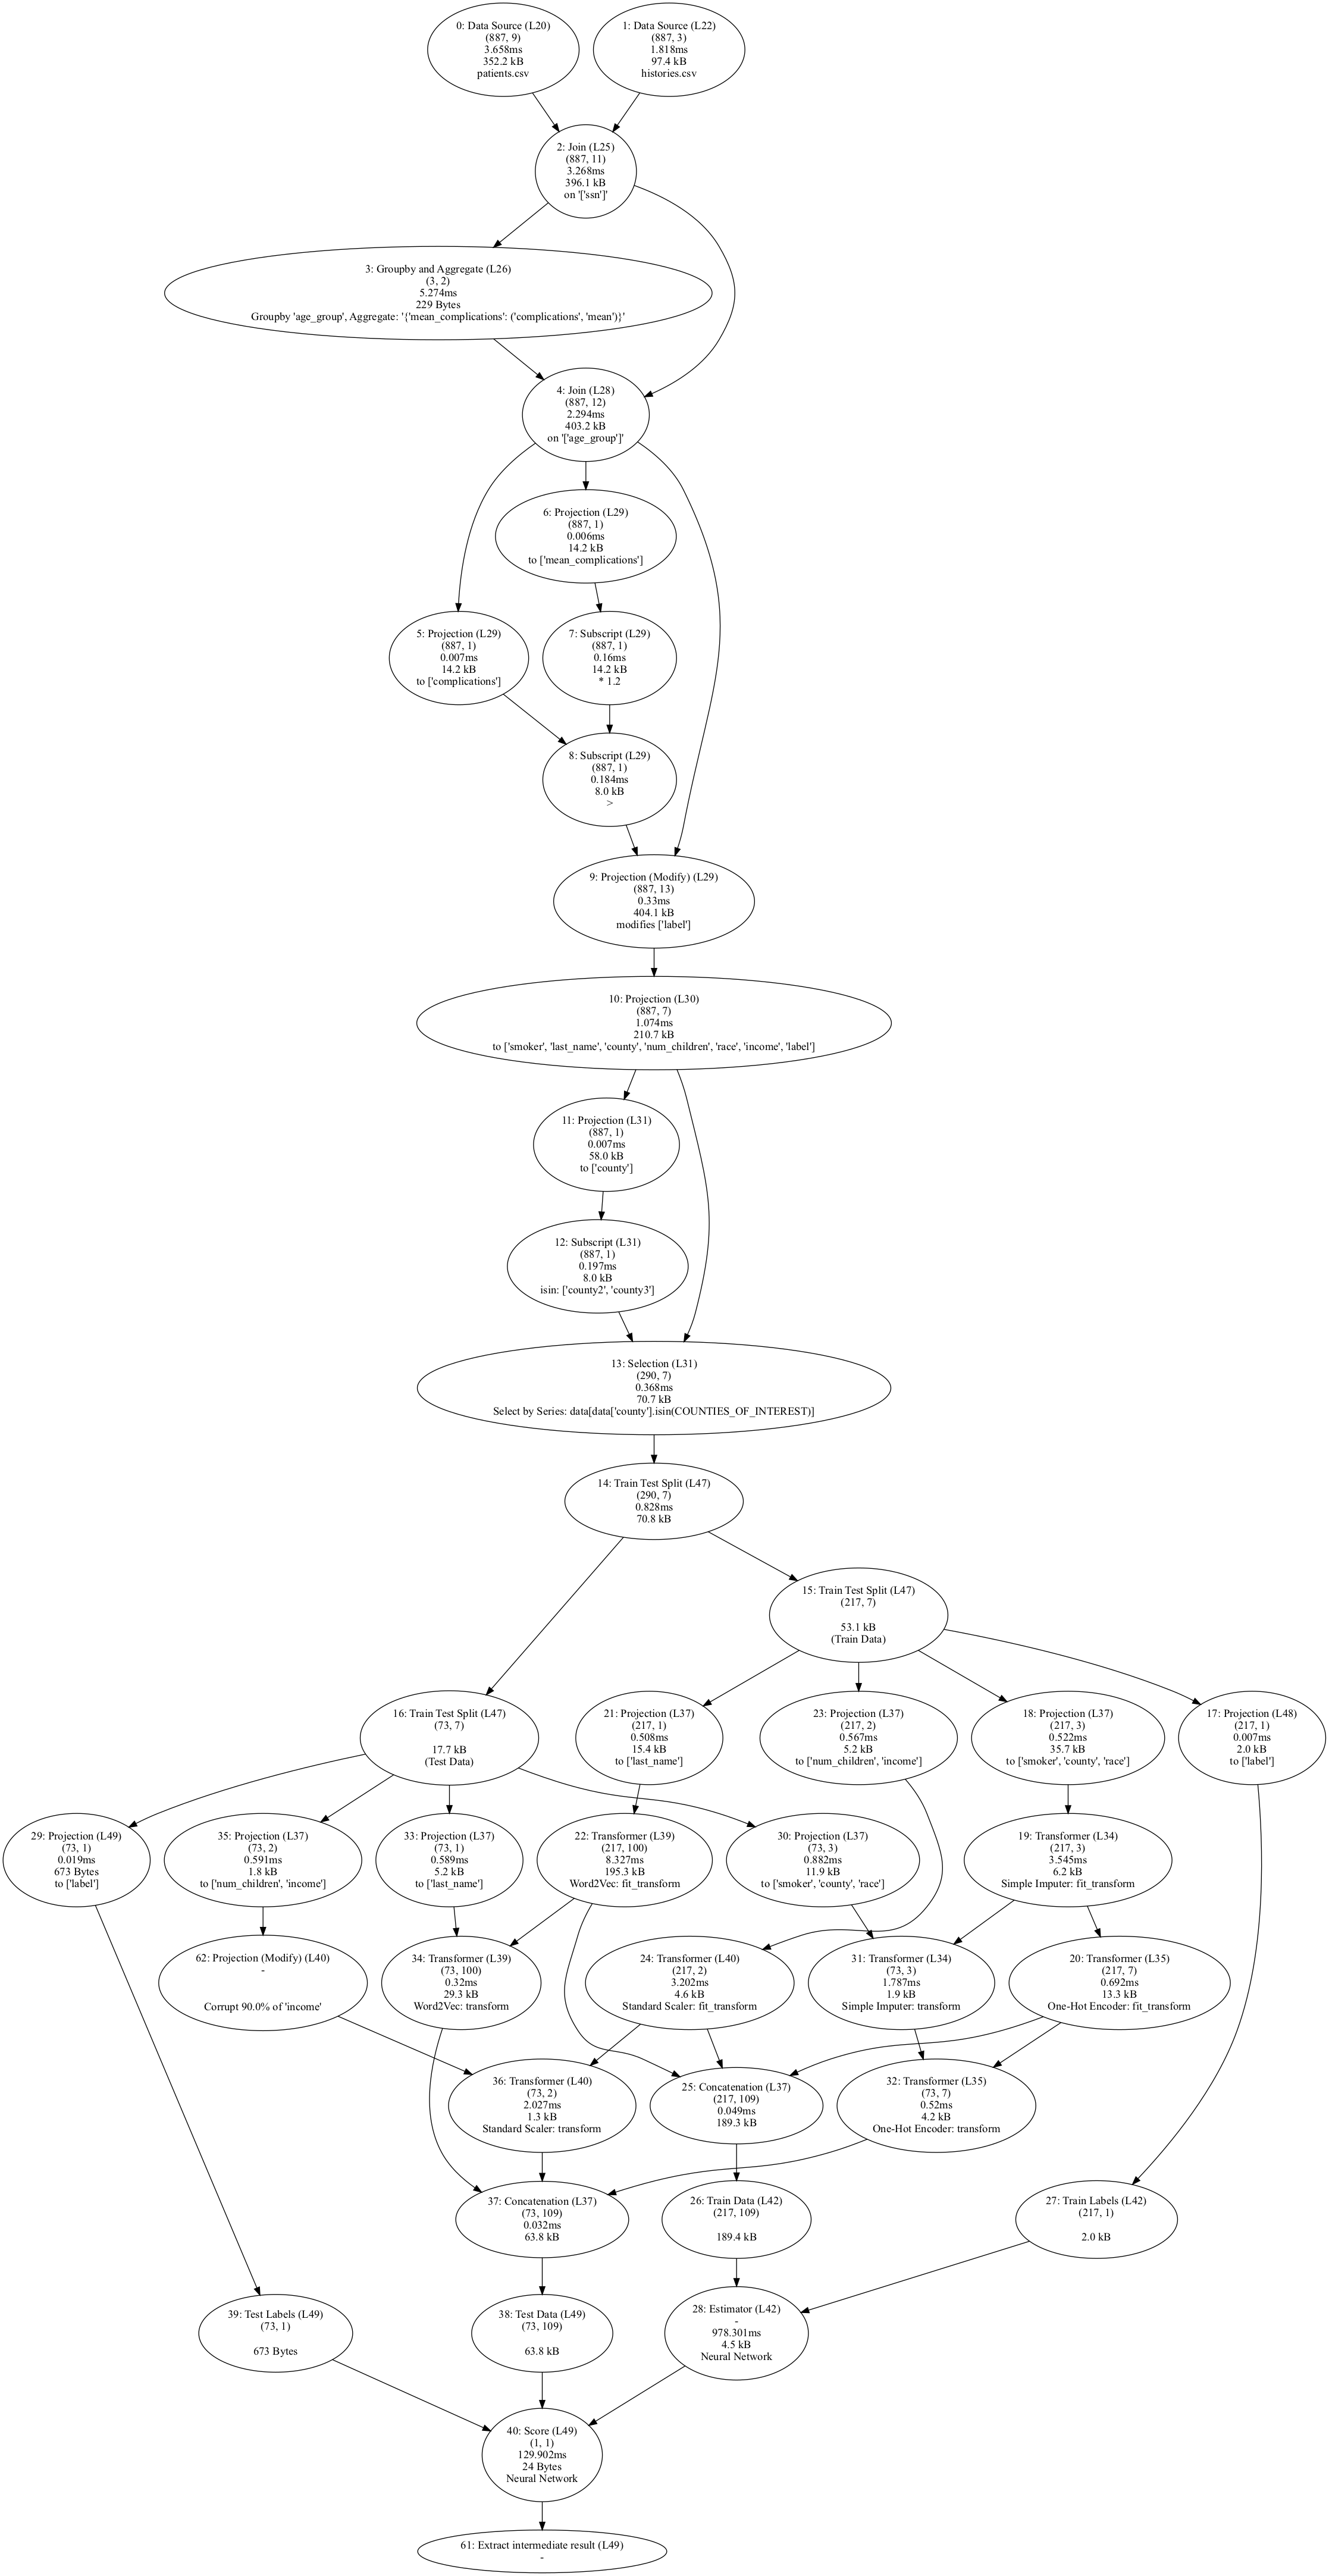 0: Data Source (L20)
(887, 9)
3.658ms
352.2 kB
patients.csv
1: Data Source (L22)
(887, 3)
1.818ms
97.4 kB
histories.csv
2: Join (L25)
(887, 11)
3.268ms
396.1 kB
on '['ssn']'
3: Groupby and Aggregate (L26)
(3, 2)
5.274ms
229 Bytes
Groupby 'age_group', Aggregate: '{'mean_complications': ('complications', 'mean')}'
4: Join (L28)
(887, 12)
2.294ms
403.2 kB
on '['age_group']'
6: Projection (L29)
(887, 1)
0.006ms
14.2 kB
to ['mean_complications']
5: Projection (L29)
(887, 1)
0.007ms
14.2 kB
to ['complications']
7: Subscript (L29)
(887, 1)
0.16ms
14.2 kB
* 1.2
8: Subscript (L29)
(887, 1)
0.184ms
8.0 kB
>
9: Projection (Modify) (L29)
(887, 13)
0.33ms
404.1 kB
modifies ['label']
10: Projection (L30)
(887, 7)
1.074ms
210.7 kB
to ['smoker', 'last_name', 'county', 'num_children', 'race', 'income', 'label']
11: Projection (L31)
(887, 1)
0.007ms
58.0 kB
to ['county']
12: Subscript (L31)
(887, 1)
0.197ms
8.0 kB
isin: ['county2', 'county3']
13: Selection (L31)
(290, 7)
0.368ms
70.7 kB
Select by Series: data[data['county'].isin(COUNTIES_OF_INTEREST)]
14: Train Test Split (L47)
(290, 7)
0.828ms
70.8 kB
15: Train Test Split (L47)
(217, 7)
53.1 kB
(Train Data)
16: Train Test Split (L47)
(73, 7)
17.7 kB
(Test Data)
21: Projection (L37)
(217, 1)
0.508ms
15.4 kB
to ['last_name']
23: Projection (L37)
(217, 2)
0.567ms
5.2 kB
to ['num_children', 'income']
18: Projection (L37)
(217, 3)
0.522ms
35.7 kB
to ['smoker', 'county', 'race']
17: Projection (L48)
(217, 1)
0.007ms
2.0 kB
to ['label']
29: Projection (L49)
(73, 1)
0.019ms
673 Bytes
to ['label']
35: Projection (L37)
(73, 2)
0.591ms
1.8 kB
to ['num_children', 'income']
33: Projection (L37)
(73, 1)
0.589ms
5.2 kB
to ['last_name']
22: Transformer (L39)
(217, 100)
8.327ms
195.3 kB
Word2Vec: fit_transform
30: Projection (L37)
(73, 3)
0.882ms
11.9 kB
to ['smoker', 'county', 'race']
19: Transformer (L34)
(217, 3)
3.545ms
6.2 kB
Simple Imputer: fit_transform
62: Projection (Modify) (L40)
-
Corrupt 90.0% of 'income'
34: Transformer (L39)
(73, 100)
0.32ms
29.3 kB
Word2Vec: transform
24: Transformer (L40)
(217, 2)
3.202ms
4.6 kB
Standard Scaler: fit_transform
31: Transformer (L34)
(73, 3)
1.787ms
1.9 kB
Simple Imputer: transform
20: Transformer (L35)
(217, 7)
0.692ms
13.3 kB
One-Hot Encoder: fit_transform
36: Transformer (L40)
(73, 2)
2.027ms
1.3 kB
Standard Scaler: transform
25: Concatenation (L37)
(217, 109)
0.049ms
189.3 kB
32: Transformer (L35)
(73, 7)
0.52ms
4.2 kB
One-Hot Encoder: transform
37: Concatenation (L37)
(73, 109)
0.032ms
63.8 kB
26: Train Data (L42)
(217, 109)
189.4 kB
27: Train Labels (L42)
(217, 1)
2.0 kB
39: Test Labels (L49)
(73, 1)
673 Bytes
38: Test Data (L49)
(73, 109)
63.8 kB
28: Estimator (L42)
-
978.301ms
4.5 kB
Neural Network
40: Score (L49)
(1, 1)
129.902ms
24 Bytes
Neural Network
61: Extract intermediate result (L49)
-